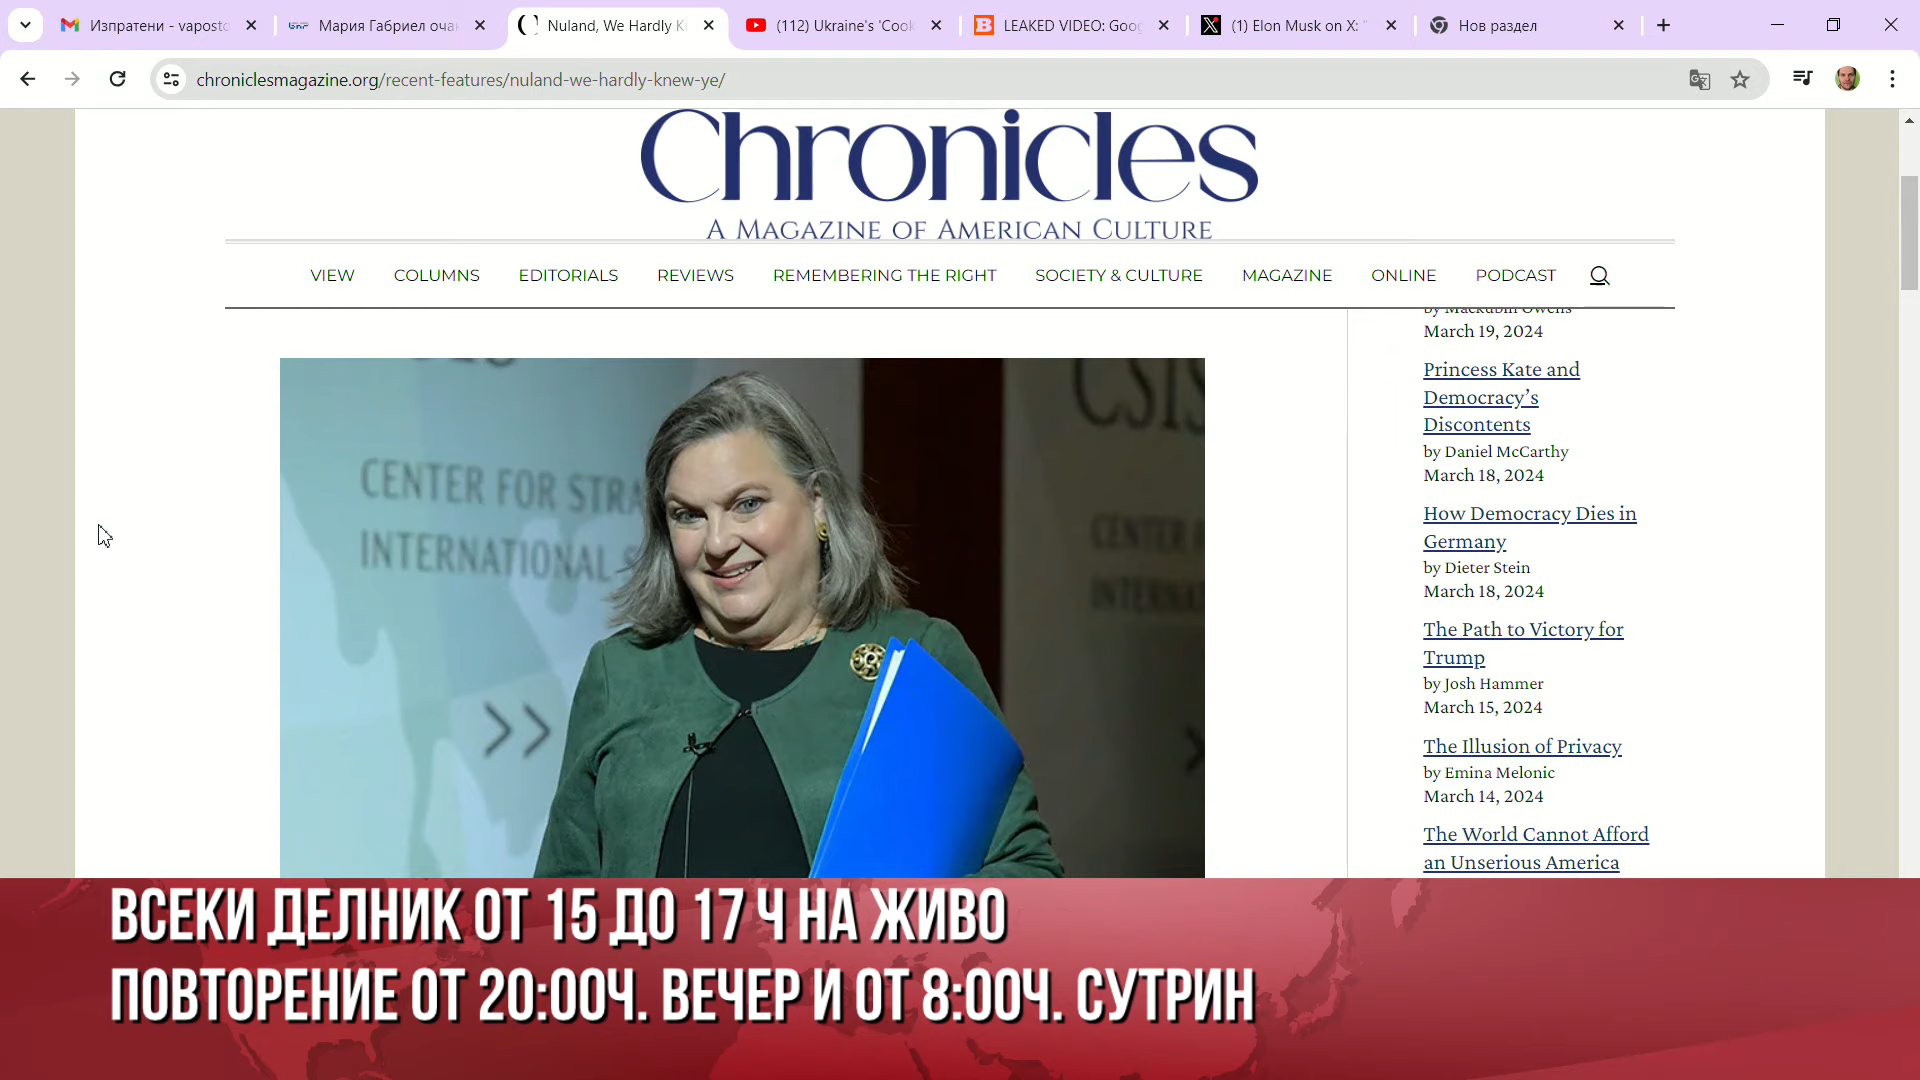 Изпратени - vaposto
Мария Габриел оча
Nuland, We Hardly K
(112) Ukraine's 'Cook
LEAKED VIDEO: Goog
(1) Elon Musk on X: "
Нов раздел
chroniclesmagazine.org/recent-features/nuland-we-hardly-knew-ye/
Chronicles
A MAGAZINE OF AMERICAN CULTURE
VIEW COLUMNS EDITORIALS REVIEWS REMEMBERING THE RIGHT SOCIETY & CULTURE MAGAZINE ONLINE PODCAST
by Mackubin Owens
March 19, 2024
Princess Kate and
Democracy's
Discontents
by Daniel McCarthy
March 18, 2024
How Democracy Dies in
Germany
by Dieter Stein
March 18, 2024
The Path to Victory for
Trump
by Josh Hammer
March 15, 2024
The Illusion of Privacy
by Emina Melonic
March 14, 2024
The World Cannot Afford
an Unserious America
CSIS
CENTER FOR STRA
INTERNATIONAL
CENTER F
INTERNA
ВСЕКИ ДЕЛНИК ОТ 15 ДО 17 Ч НА ЖИВО
ПОВТОРЕНИЕ ОТ 20:00Ч. ВЕЧЕР И ОТ 8:00Ч. СУТРИН